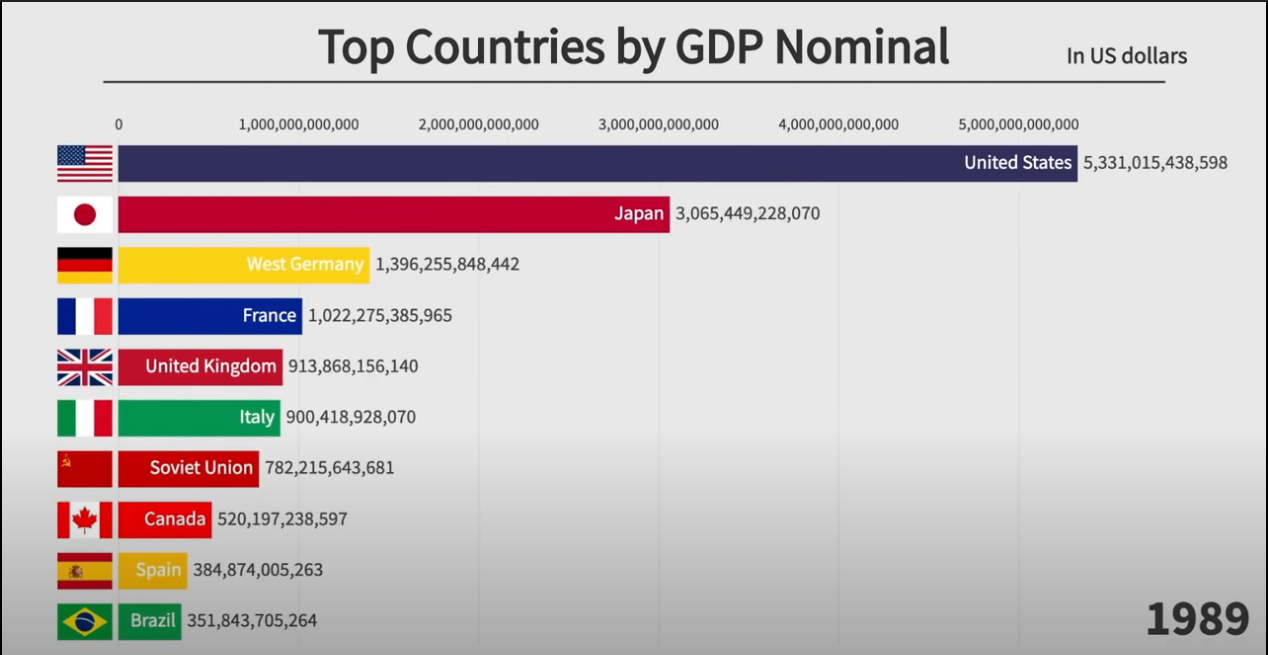 Top Countries by GDP Nominal
In US dollars
0 1,000,000,000,000 2,000,000,000,000 3,000,000,000,000 4,000,000,000,000 5,000,000,000,000
United States 5,331,015,438,598
Japan 3,065,449,228,070
West Germany 1,396,255,848,442
France 1,022,275,385,965
United Kingdom 913,868,156,140
Italy 900,418,928,070
Soviet Union 782,215,643,681
Canada 520,197,238,597
Spain 384,874,005,263
Brazil 351,843,705,264
1989